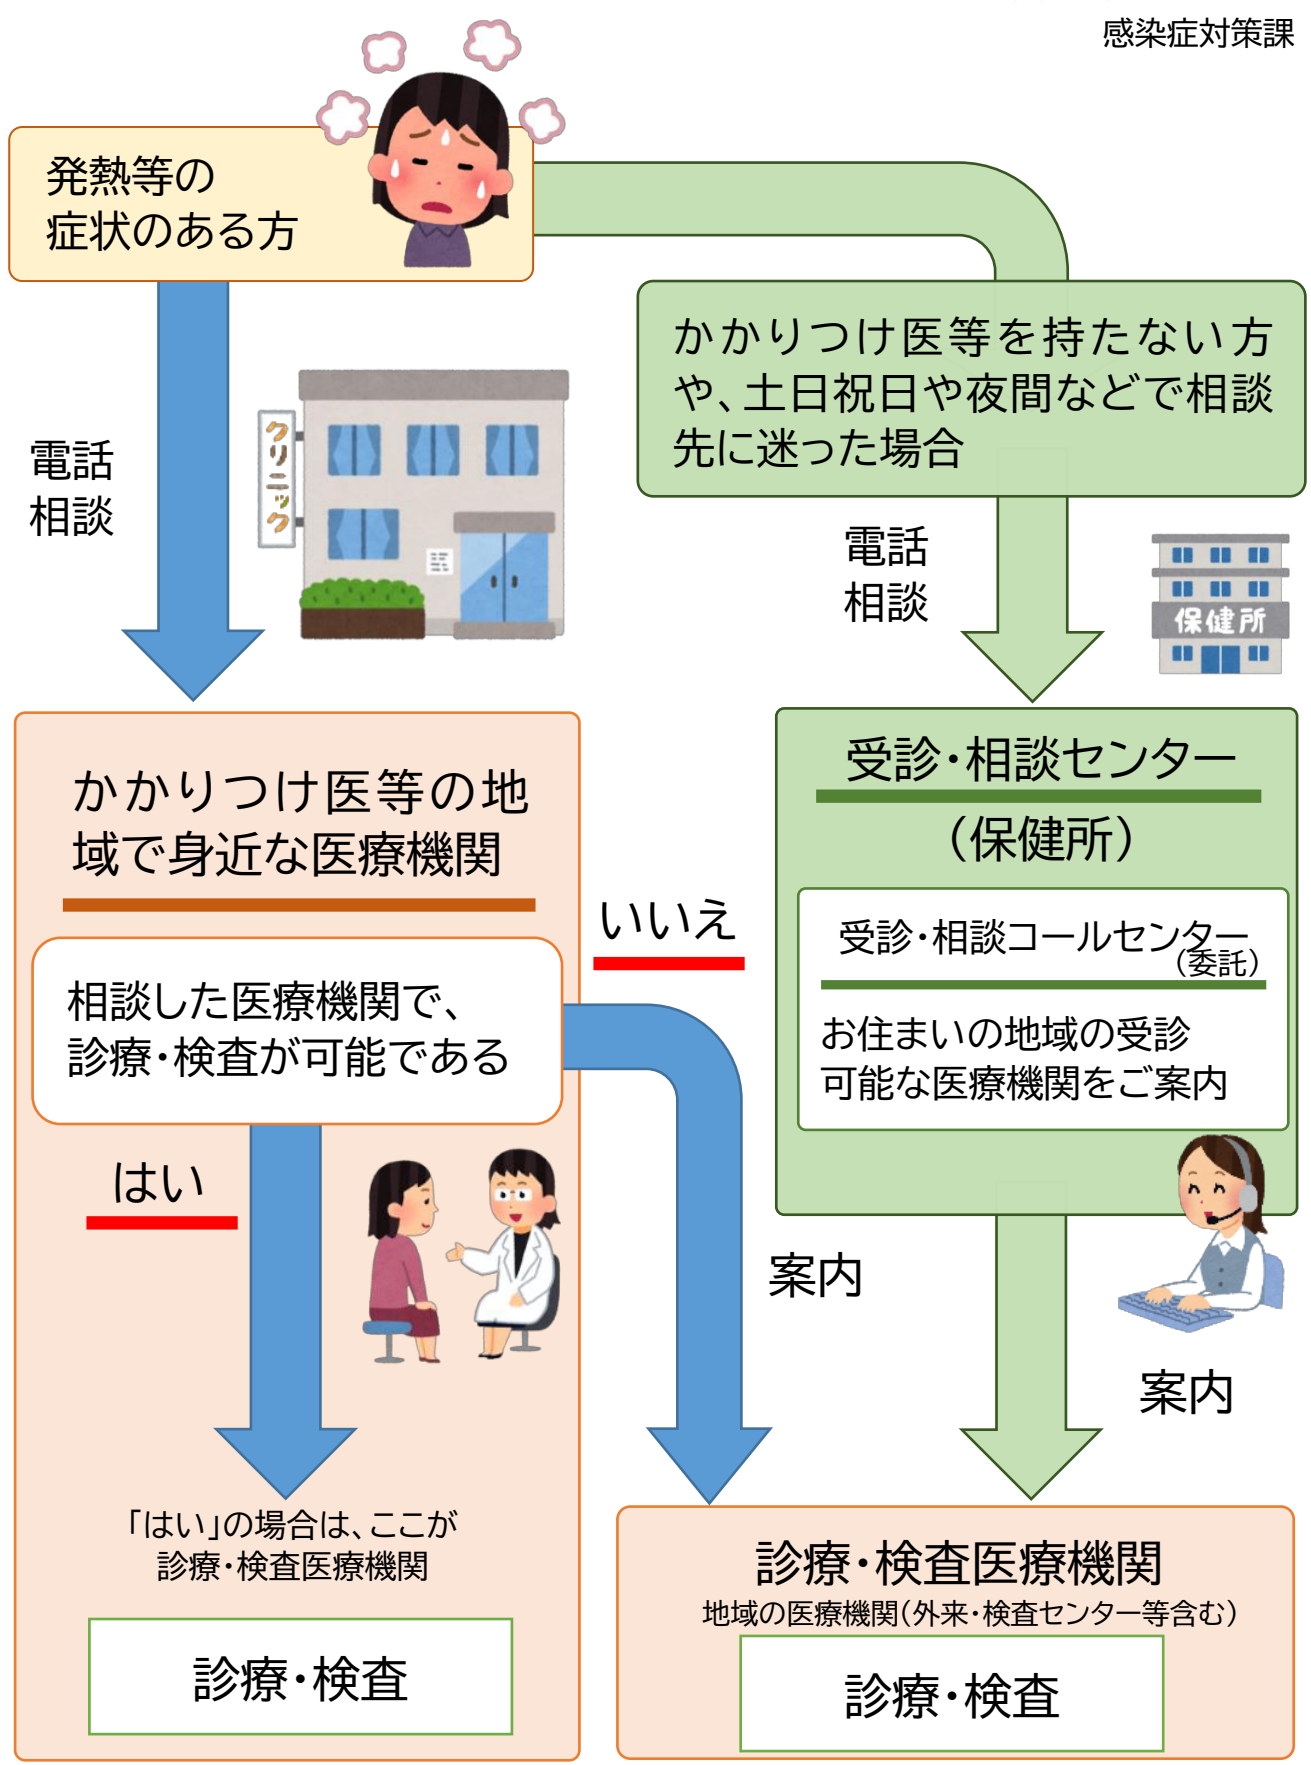 感染症対策課
発熱等の
症状のある方
かかりつけ医等を持たない方
や、土日祝日や夜間などで相談
先に迷った場合
電話
相談
クリニック
電話
相談
保健所
かかりつけ医等の地
域で身近な医療機関
受診・相談センター
（保健所）
いいえ
受診・相談コールセンター
（委託）
お住まいの地域の受診
可能な医療機関をご案内
相談した医療機関で、
診療・検査が可能である
はい
案内
案内
「はい」の場合は、ここが
診療・検査医療機関
診療・検査
診療・検査医療機関
地域の医療機関（外来・検査センター等含む）
診療・検査